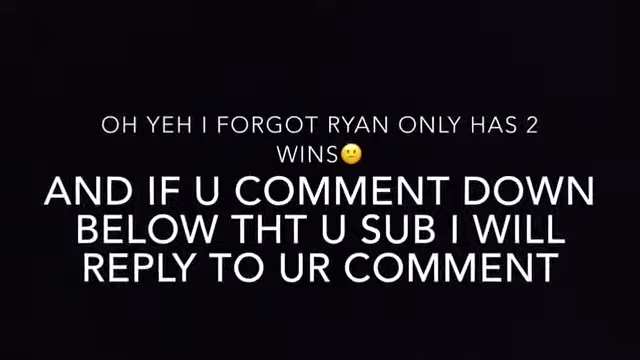 OH YEH I FORGOT RYAN ONLY HAS 2
WINS🙁
AND IF U COMMENT DOWN
BELOW THT U SUB I WILL
REPLY TO UR COMMENT